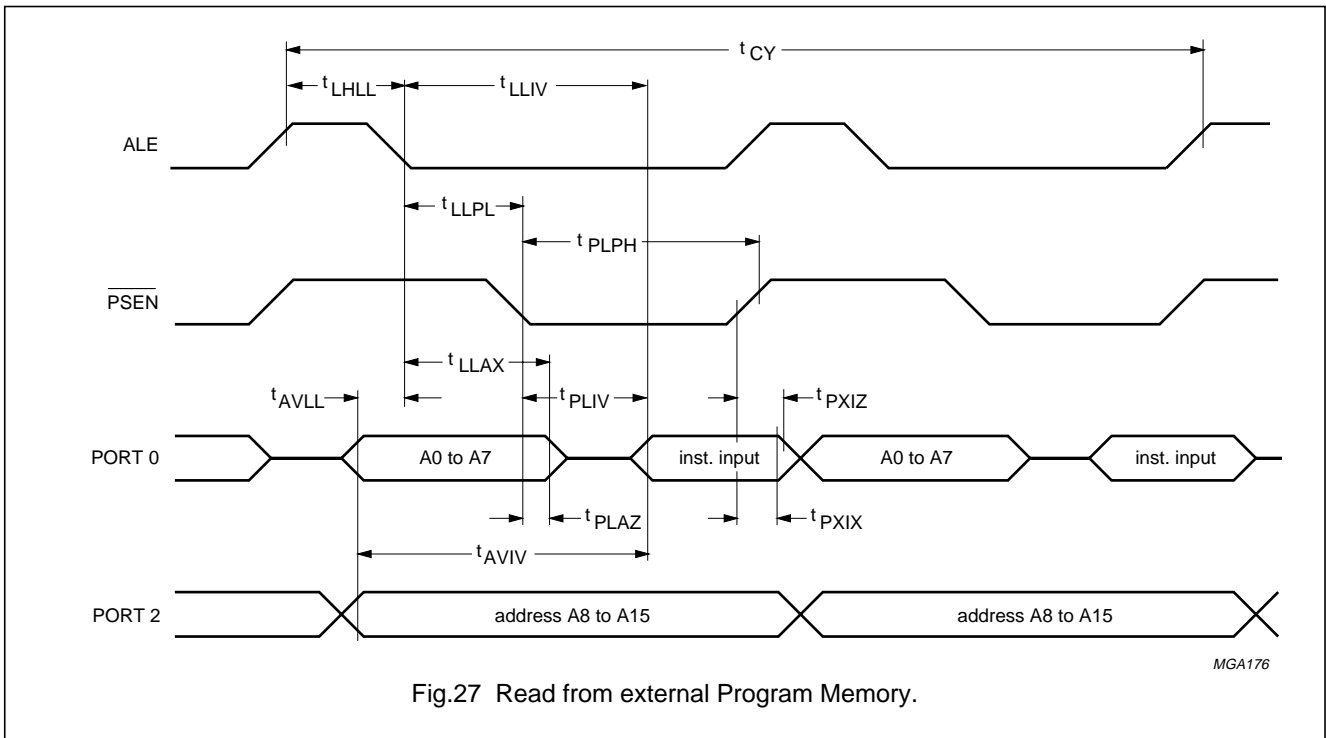 t CY
t LHLL
t LLIV
ALE
t LLPL
t PLPH
PSEN
t LLAX
t AVLL
t PLIV
t PXIZ
PORT 0
A0 to A7
inst. input
A0 to A7
inst. input
t PLAZ
t PXIX
t AVIV
PORT 2
address A8 to A15
address A8 to A15
MGA176
Fig.27 Read from external Program Memory.